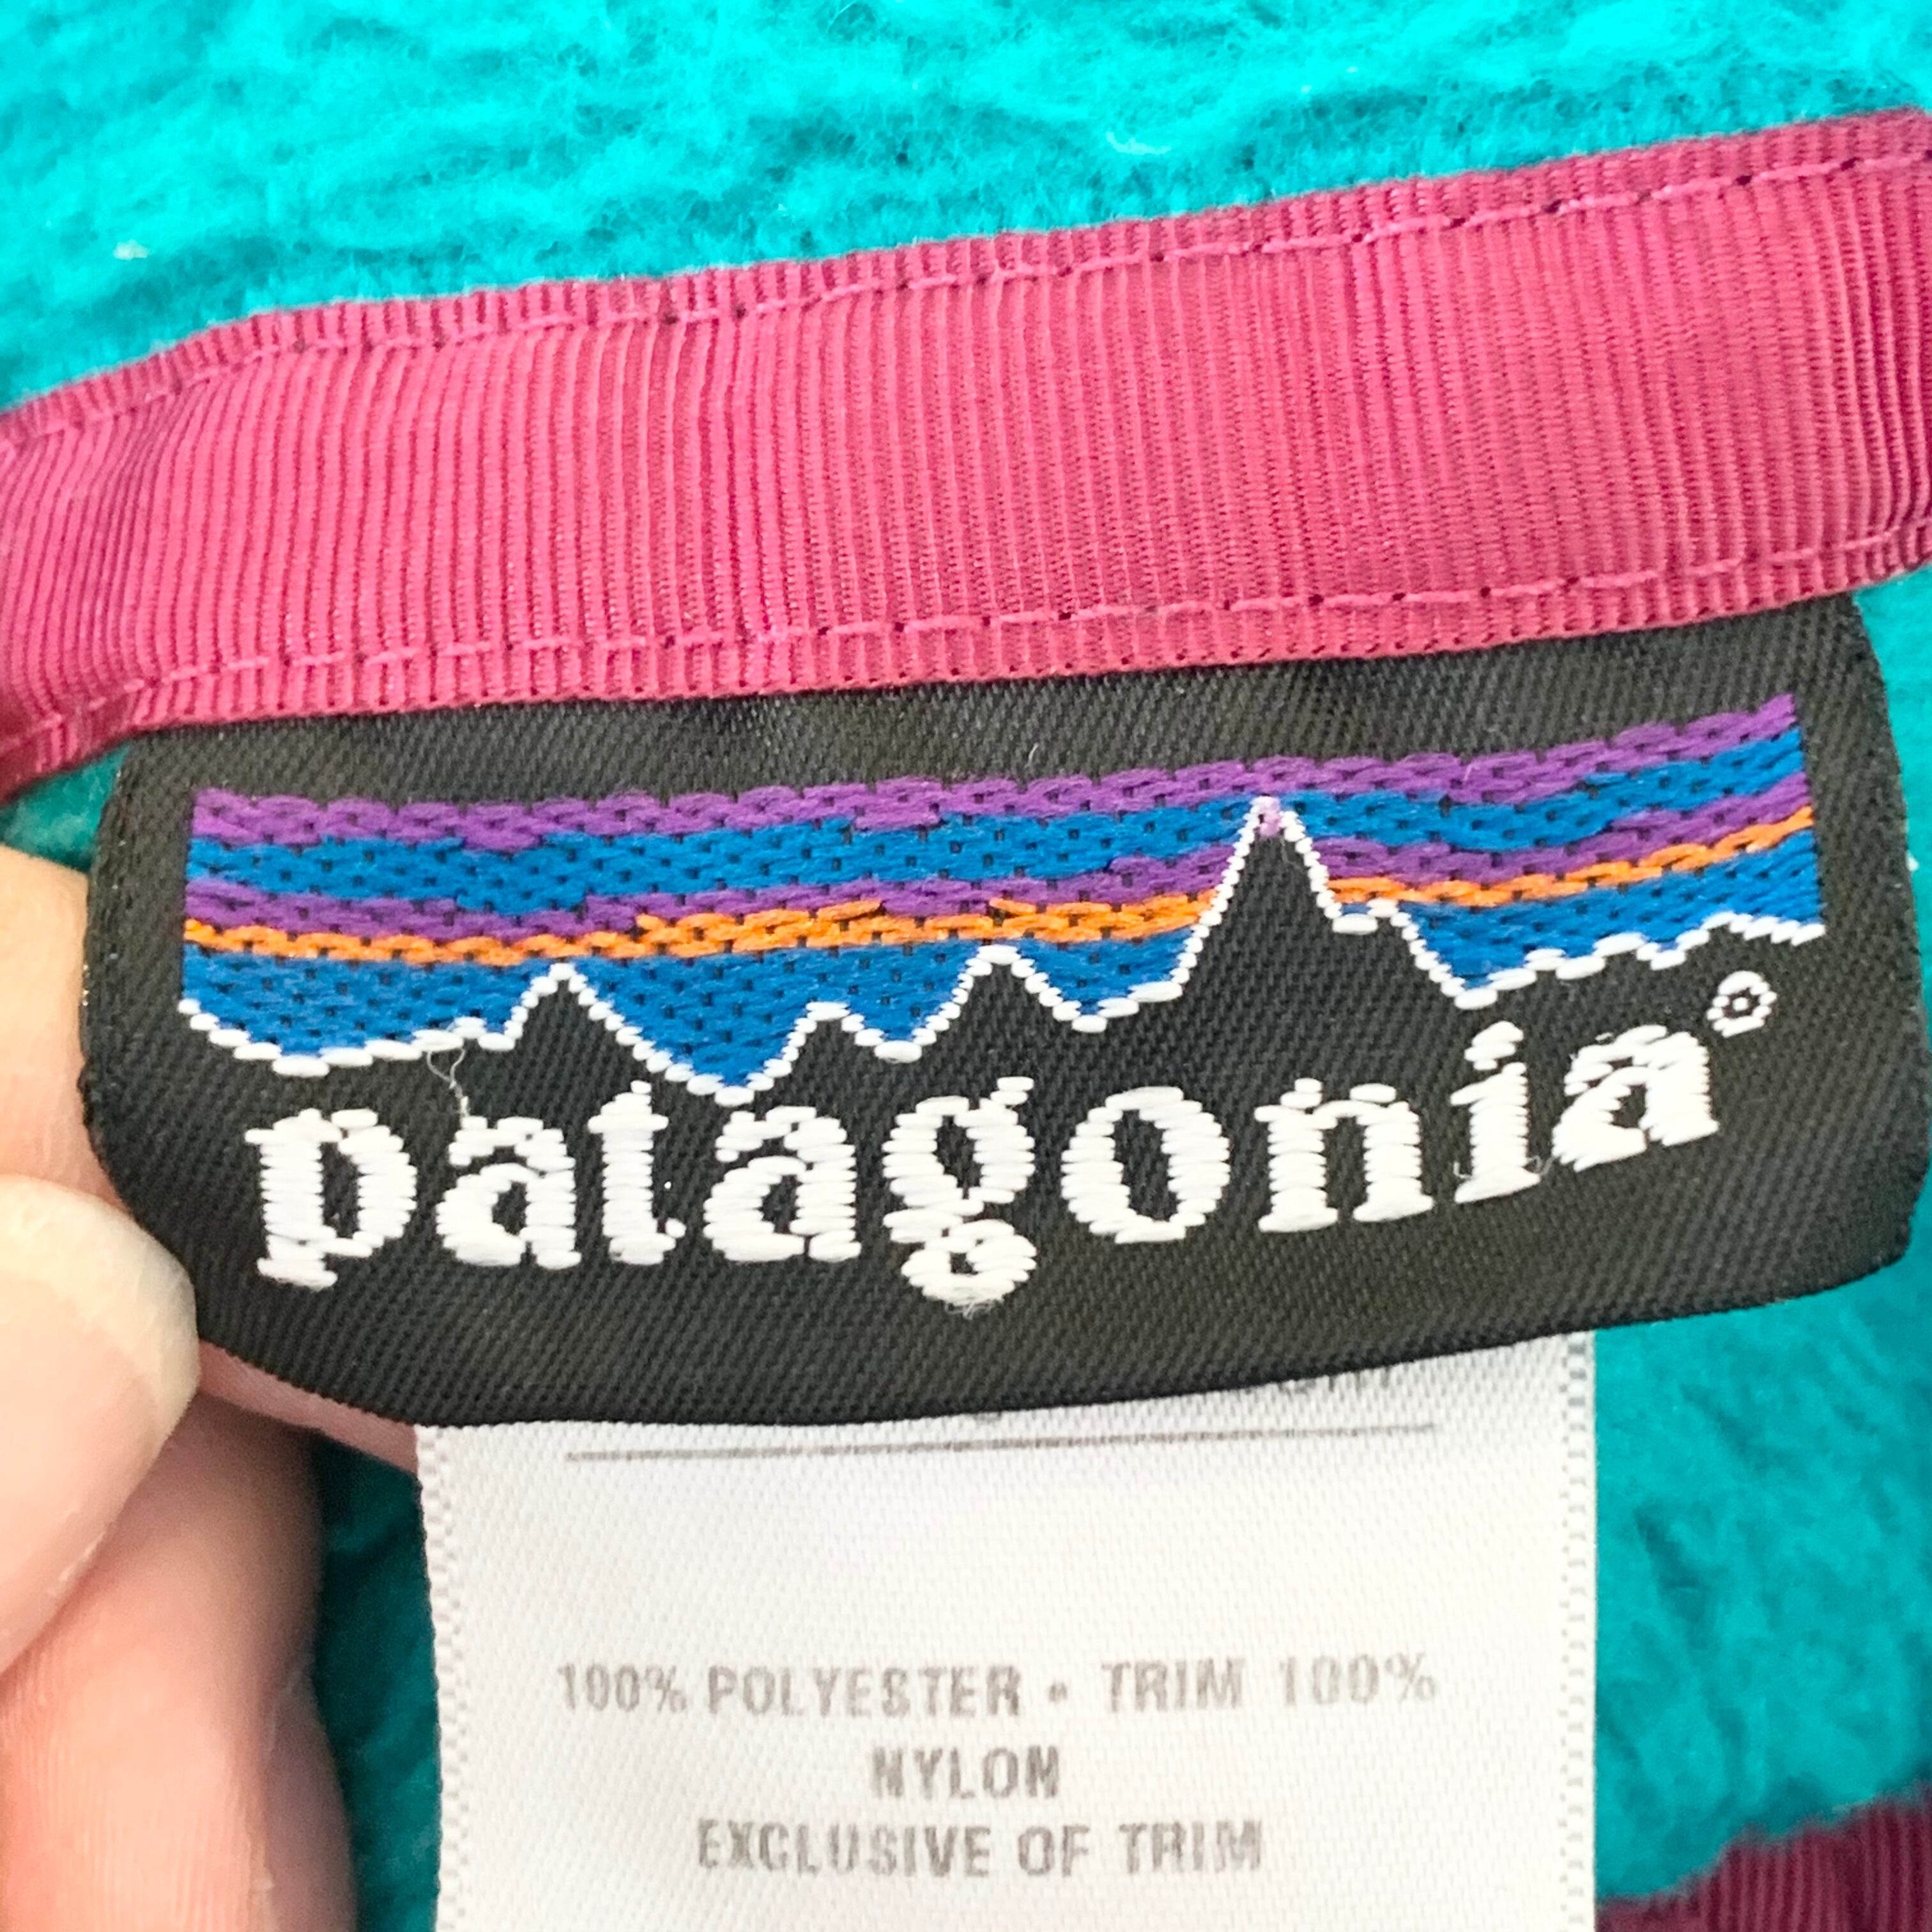 patagonia®
100% POLYESTER • TRIM 100%
NYLON
EXCLUSIVE OF TRIM